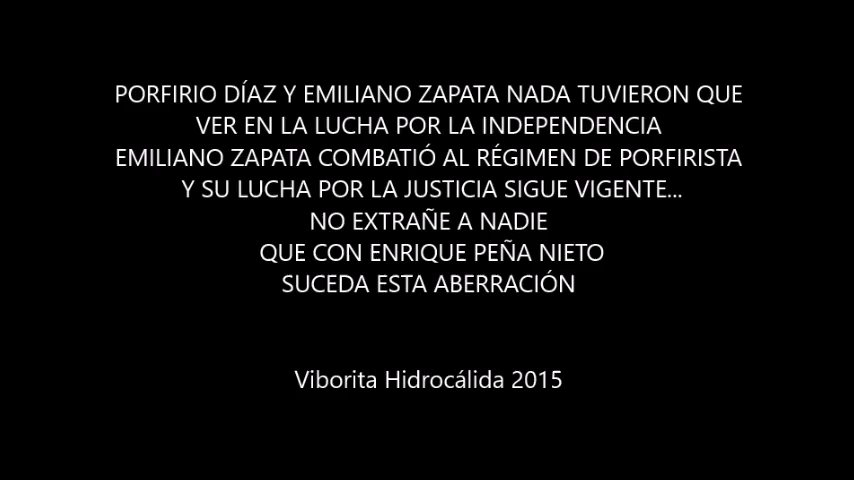 PORFIRIO DÍAZ Y EMILIANO ZAPATA NADA TUVIERON QUE
VER EN LA LUCHA POR LA INDEPENDENCIA
EMILIANO ZAPATA COMBATIÓ AL RÉGIMEN DE PORFIRISTA
Y SU LUCHA POR LA JUSTICIA SIGUE VIGENTE...
NO EXTRAÑE A NADIE
QUE CON ENRIQUE PEÑA NIETO
SUCEDA ESTA ABERRACIÓN
Viborita Hidrocálida 2015